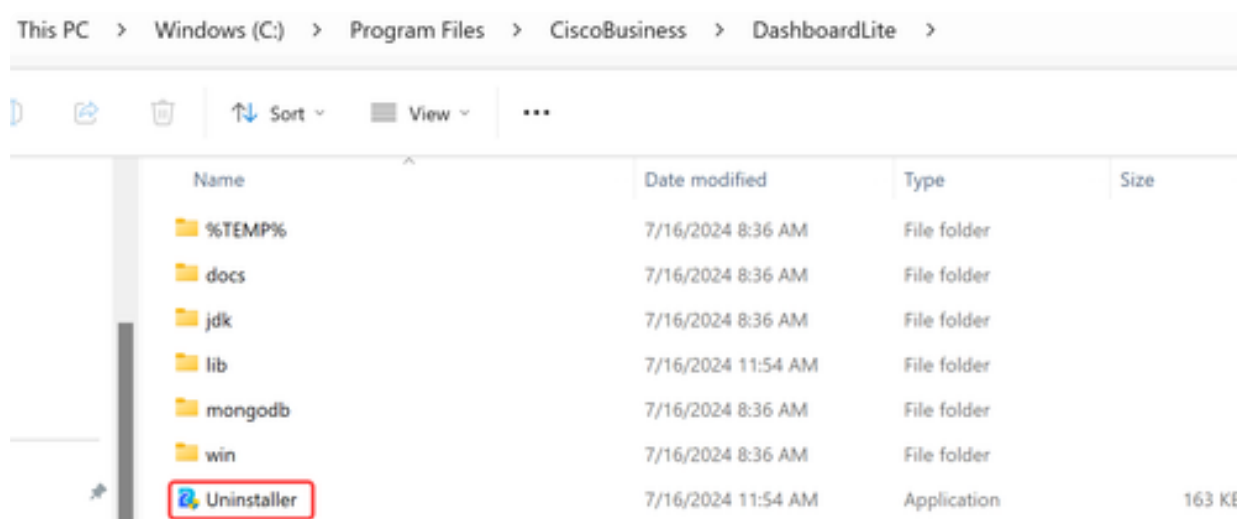 This PC > Windows (C:) > Program Files > CiscoBusiness > DashboardLite >
Sort View ...
Name Date modified Type Size
%TEMP% 7/16/2024 8:36 AM File folder
docs 7/16/2024 8:36 AM File folder
jdk 7/16/2024 8:36 AM File folder
lib 7/16/2024 11:54 AM File folder
mongodb 7/16/2024 8:36 AM File folder
win 7/16/2024 8:36 AM File folder
Uninstaller 7/16/2024 11:54 AM Application 163 KB